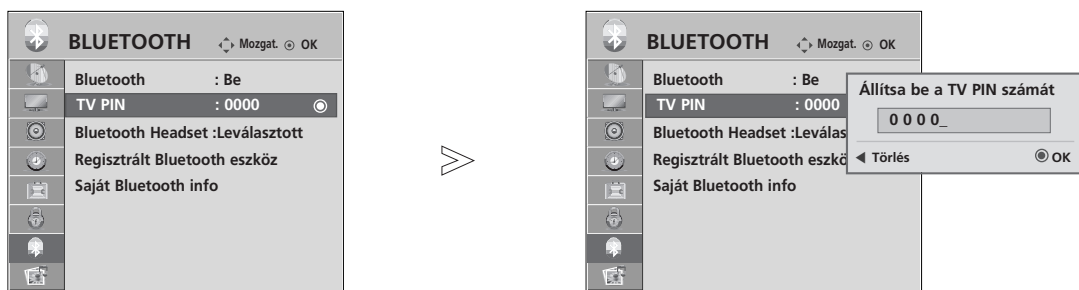 BLUETOOTH Mozgat. OK
Bluetooth : Be
TV PIN : 0000
Bluetooth Headset :Leválasztott
Regisztrált Bluetooth eszköz
Saját Bluetooth info
BLUETOOTH Mozgat. OK
Bluetooth : Be
TV PIN : 0000
Bluetooth Headset :Leválas
Regisztrált Bluetooth eszkö
Saját Bluetooth info
Állítsa be a TV PIN számát
0 0 0 0_
Törlés OK